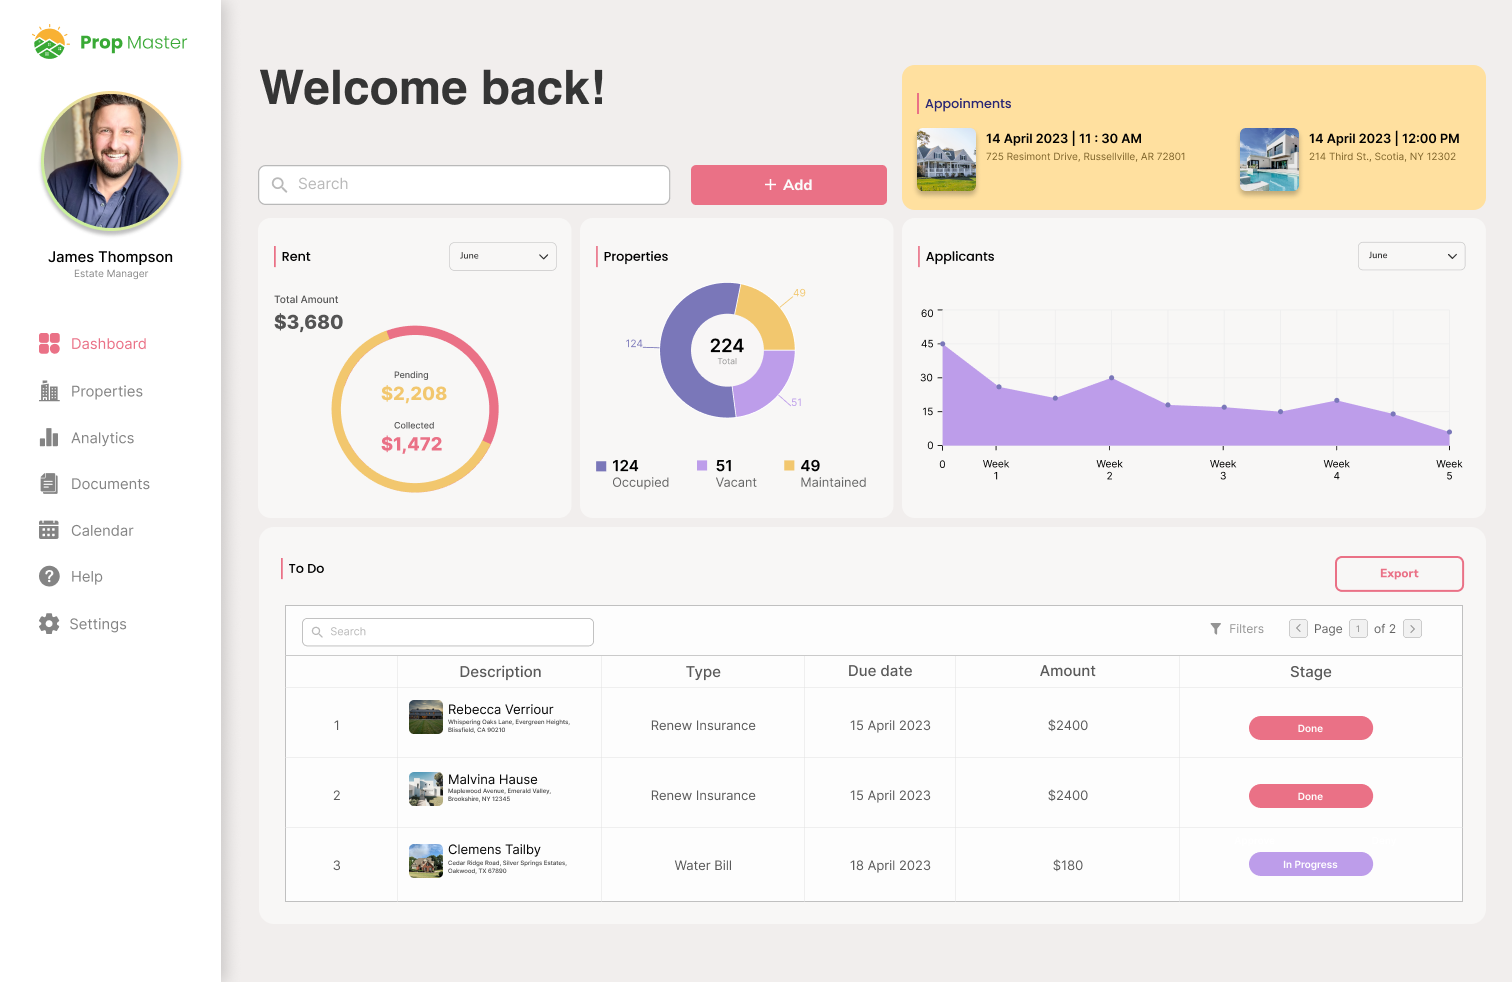 Prop Master
James Thompson
Estate Manager
Dashboard
Properties
Analytics
Documents
Calendar
Help
Settings
Welcome back!
Search
+ Add
Appoinments
14 April 2023 | 11 : 30 AM
725 Resimont Drive, Russellville, AR 72801
14 April 2023 | 12:00 PM
214 Third St., Scotia, NY 12302
Rent
June
Total Amount
$3,680
Pending
$2,208
Collected
$1,472
Properties
49
124
224
Total
51
124
Occupied
51
Vacant
49
Maintained
Applicants
June
60
45
30
15
0
0
Week
1
Week
2
Week
3
Week
4
Week
5
To Do
Export
Search
Filters
Page 1 of 2
Description Type Due date Amount Stage
1
Rebecca Verriour
Whispering Oaks Lane, Evergreen Heights,
Blissfield, CA 90210
Renew Insurance
15 April 2023
$2400
Done
2
Malvina Hause
Maplewood Avenue, Emerald Valley,
Brookshire, NY 12345
Renew Insurance
15 April 2023
$2400
Done
3
Clemens Tailby
Cedar Ridge Road, Silver Springs Estates,
Oakwood, TX 67890
Water Bill
18 April 2023
$180
In Progress